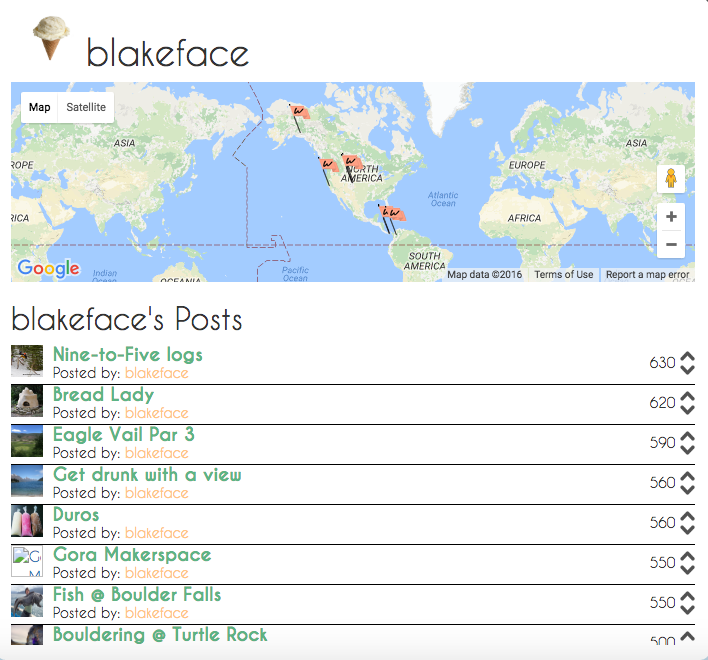 blakeface
Map Satellite
ASIA
ASIA
ROPE
EUROPE
NORTH
AMERICA
Atlantic
Ocean
RICA
AFRICA
SOUTH
AMERICA
Google
Indian
OCEANIA
Pacific
Ocean
Map data ©2016 Terms of Use Report a map error
w
w
w
w
blakeface's Posts
Nine-to-Five logs
Posted by: blakeface
630
Bread Lady
Posted by: blakeface
620
Eagle Vail Par 3
Posted by: blakeface
590
Get drunk with a view
Posted by: blakeface
560
Duros
Posted by: blakeface
560
Gora Makerspace
Posted by: blakeface
550
Fish @ Boulder Falls
Posted by: blakeface
550
Bouldering @ Turtle Rock
500